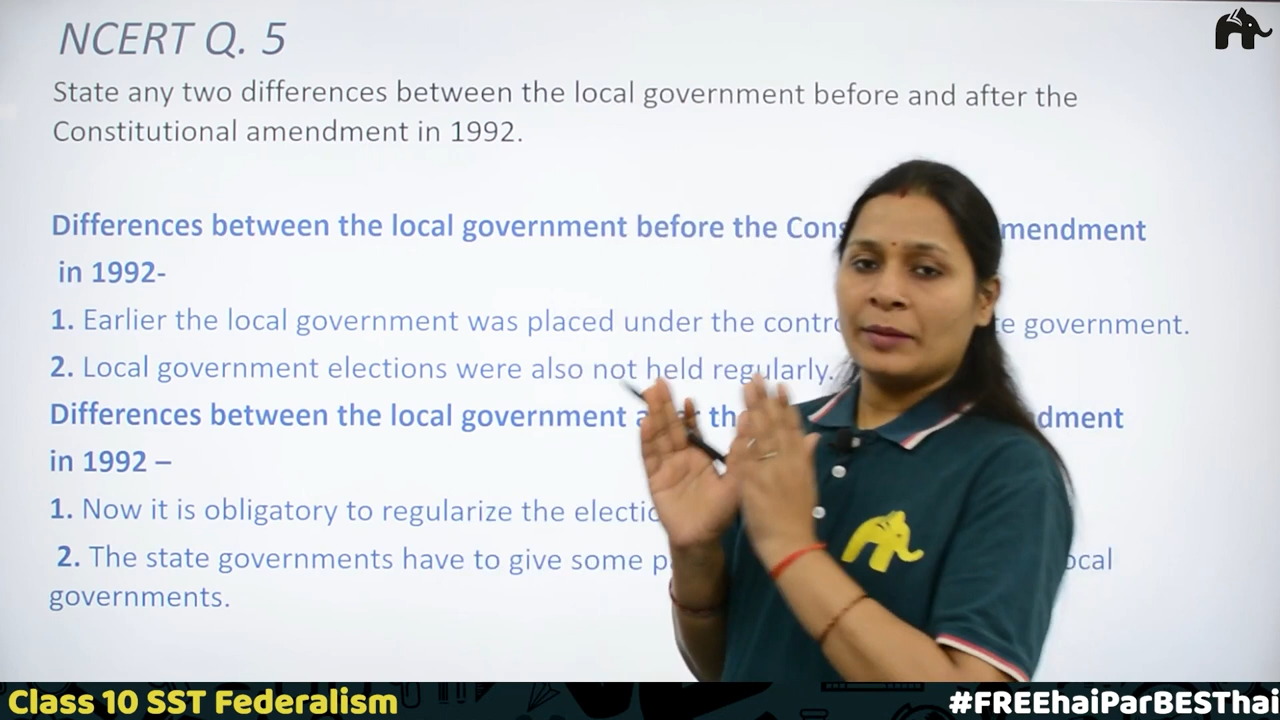 NCERT Q. 5
State any two differences between the local government before and after the
Constitutional amendment in 1992.
Differences between the local government before the mendment
in 1992-
1. Earlier the local government was placed under the government.
2. Local government elections were also not held regularly.
Differences between the local government dment
in 1992 –
1. Now it is obligatory to regularize the
2. The state governments have to give some
governments.
Class 10 SST Federalism
#FREEhaiParBESThai